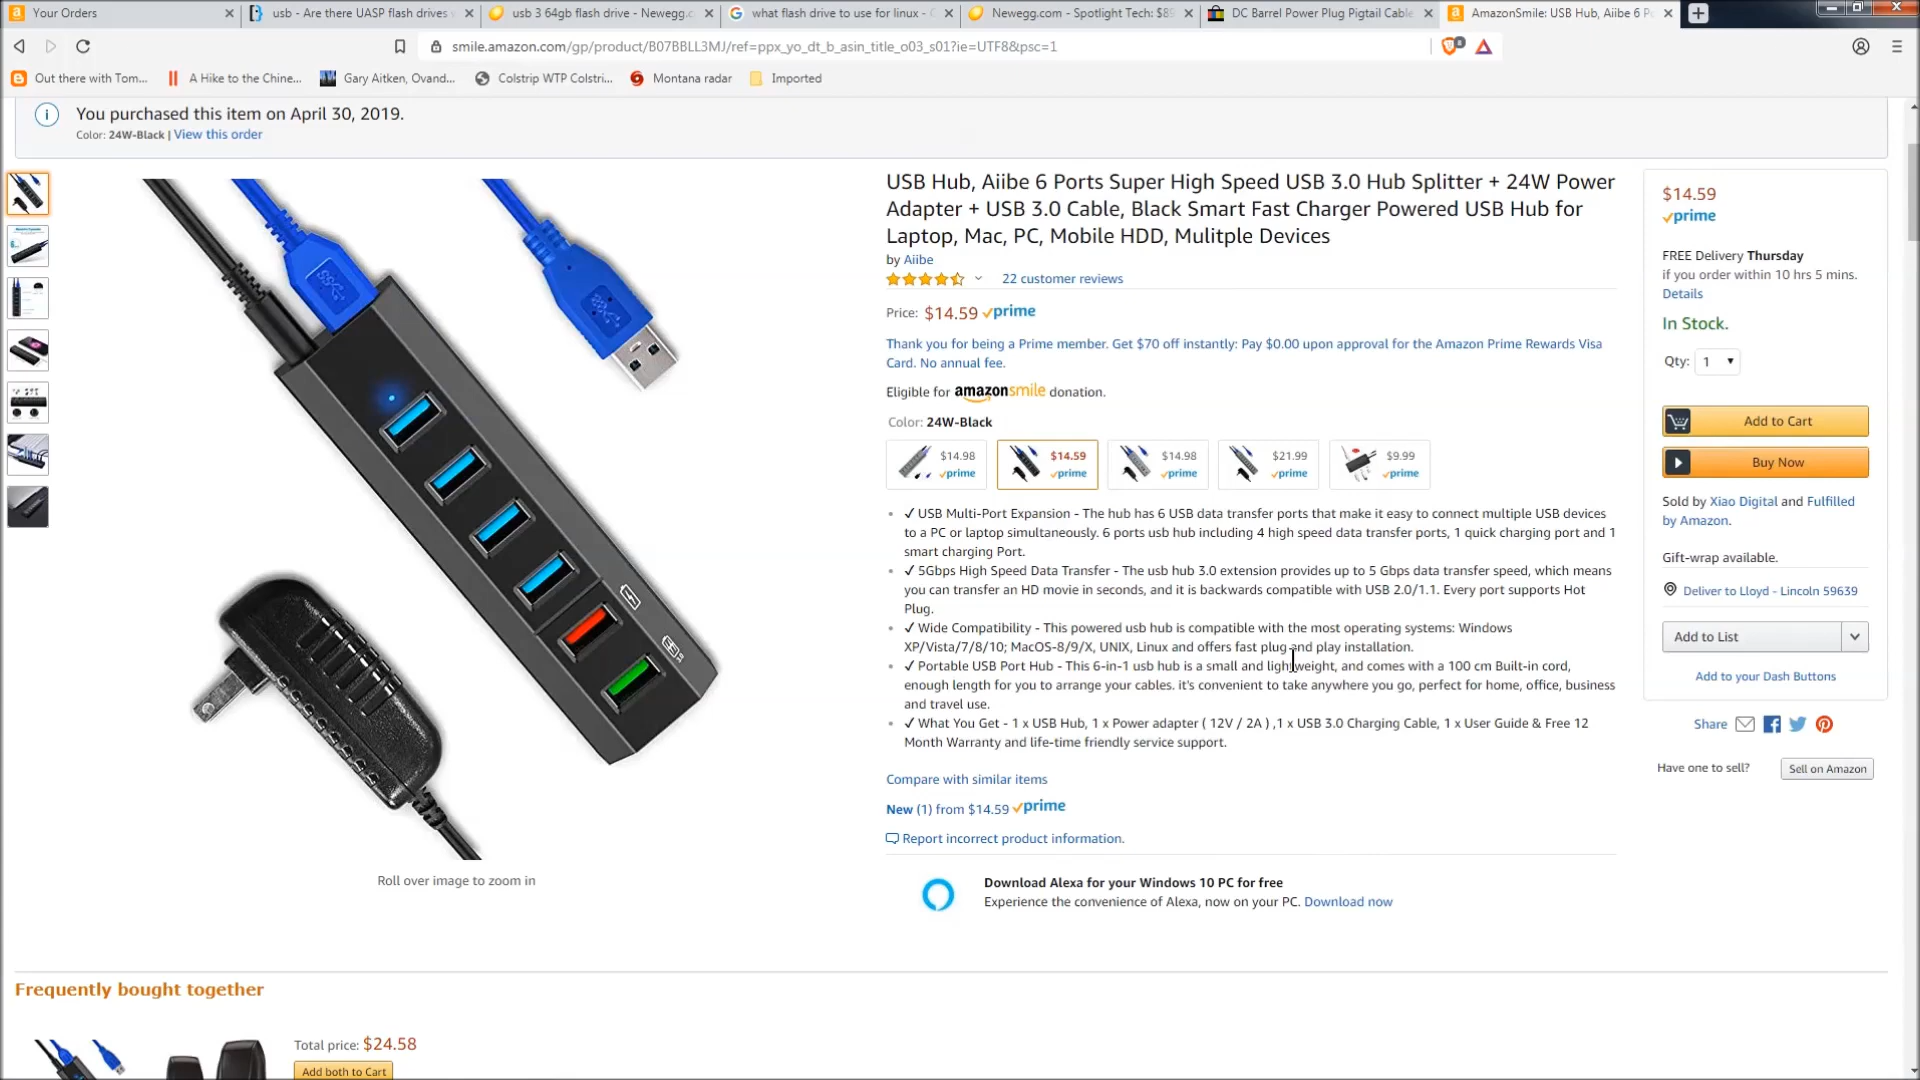 Your Orders
usb - Are there UASP flash drives
usb 3 64gb flash drive - Newegg.c
what flash drive to use for linux - 
Newegg.com - Spotlight Tech: $8
DC Barrel Power Plug Pigtail Cable
AmazonSmile: USB Hub, Aiibe 6 P
smile.amazon.com/gp/product/B07BBLL3MJ/ref=ppx_yo_dt_b_asin_title_o03_s01?ie=UTF8&psc=1
Out there with Tom...
A Hike to the Chine...
Gary Aitken, Ovand...
Colstrip WTP Colstri...
Montana radar
Imported
You purchased this item on April 30, 2019.
Color: 24W-Black | View this order
USB Hub, Aiibe 6 Ports Super High Speed USB 3.0 Hub Splitter + 24W Power
Adapter + USB 3.0 Cable, Black Smart Fast Charger Powered USB Hub for
Laptop, Mac, PC, Mobile HDD, Mulitple Devices
by Aiibe
22 customer reviews
Price: $14.59 prime
Thank you for being a Prime member. Get $70 off instantly: Pay $0.00 upon approval for the Amazon Prime Rewards Visa
Card. No annual fee.
Eligible for amazonsmile donation.
Color: 24W-Black
$14.98 prime
$14.59 prime
$14.98 prime
$21.99 prime
$9.99 prime
✓ USB Multi-Port Expansion - The hub has 6 USB data transfer ports that make it easy to connect multiple USB devices
to a PC or laptop simultaneously. 6 ports usb hub including 4 high speed data transfer ports, 1 quick charging port and 1
smart charging Port.
✓ 5Gbps High Speed Data Transfer - The usb hub 3.0 extension provides up to 5 Gbps data transfer speed, which means
you can transfer an HD movie in seconds, and it is backwards compatible with USB 2.0/1.1. Every port supports Hot
Plug.
✓ Wide Compatibility - This powered usb hub is compatible with the most operating systems: Windows
XP/Vista/7/8/10; MacOS-8/9/X, UNIX, Linux and offers fast plug and play installation.
✓ Portable USB Port Hub - This 6-in-1 usb hub is a small and lightweight, and comes with a 100 cm Built-in cord,
enough length for you to arrange your cables. it's convenient to take anywhere you go, perfect for home, office, business
and travel use.
✓ What You Get - 1 x USB Hub, 1 x Power adapter ( 12V / 2A ) ,1 x USB 3.0 Charging Cable, 1 x User Guide & Free 12
Month Warranty and life-time friendly service support.
Compare with similar items
New (1) from $14.59 prime
Report incorrect product information.
Download Alexa for your Windows 10 PC for free
Experience the convenience of Alexa, now on your PC. Download now
$14.59
prime
FREE Delivery Thursday
if you order within 10 hrs 5 mins.
Details
In Stock.
Qty: 1
Add to Cart
Buy Now
Sold by Xiao Digital and Fulfilled
by Amazon.
Gift-wrap available.
Deliver to Lloyd - Lincoln 59639
Add to List
Add to your Dash Buttons
Share
Have one to sell?
Sell on Amazon
Roll over image to zoom in
Frequently bought together
Total price: $24.58
Add both to Cart